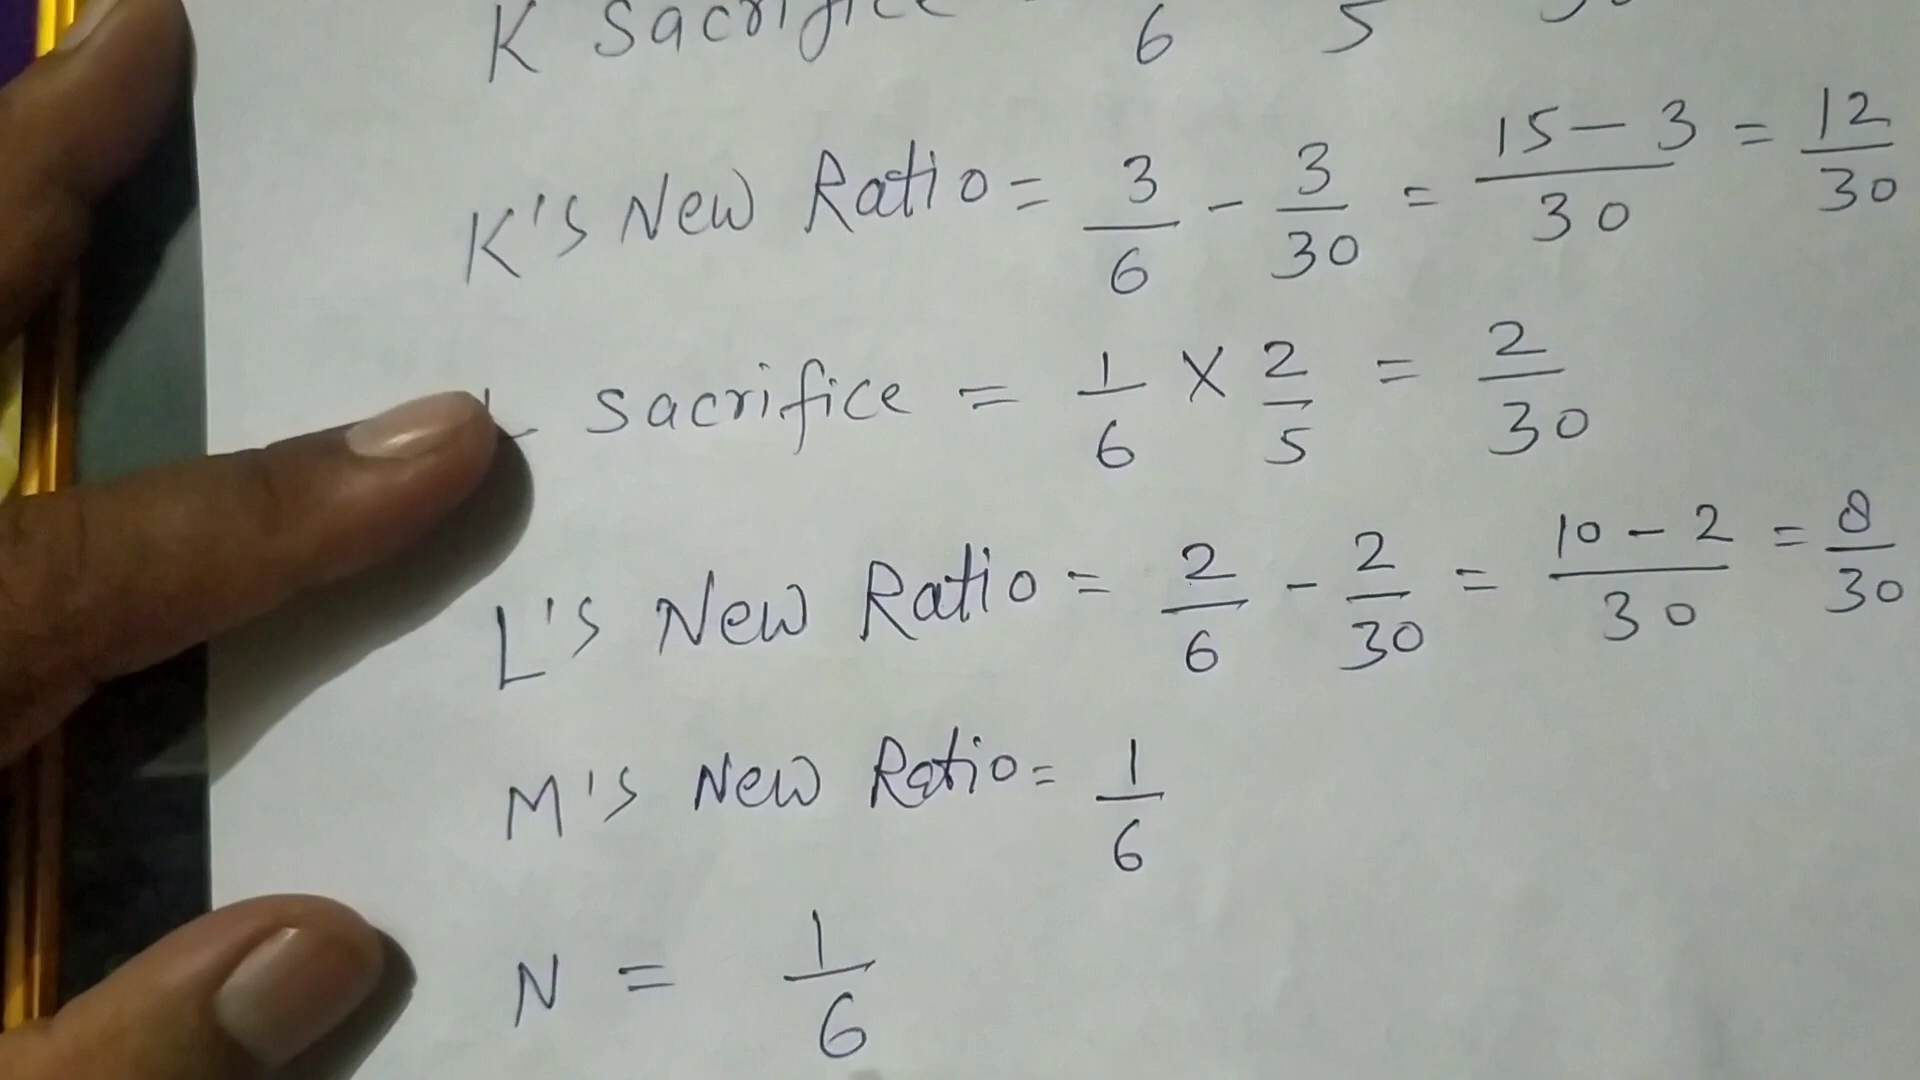 K Sacrifice 6 5
K's New Ratio = 3/6 - 3/30 = 15-3/30 = 12/30
L sacrifice = 1/6 × 2/5 = 2/30
L's New Ratio = 2/6 - 2/30 = 10-2/30 = 8/30
M's New Ratio = 1/6
N = 1/6